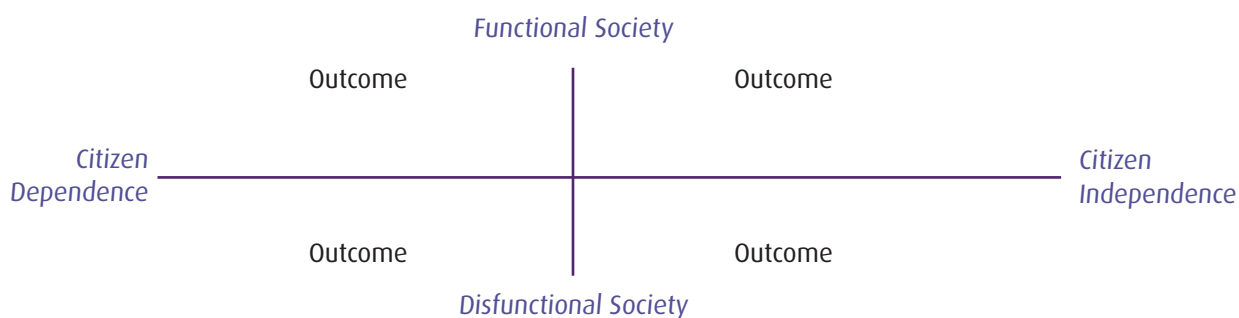 Functional Society
Outcome
Outcome
Citizen
Dependence
Citizen
Independence
Outcome
Outcome
Disfunctional Society